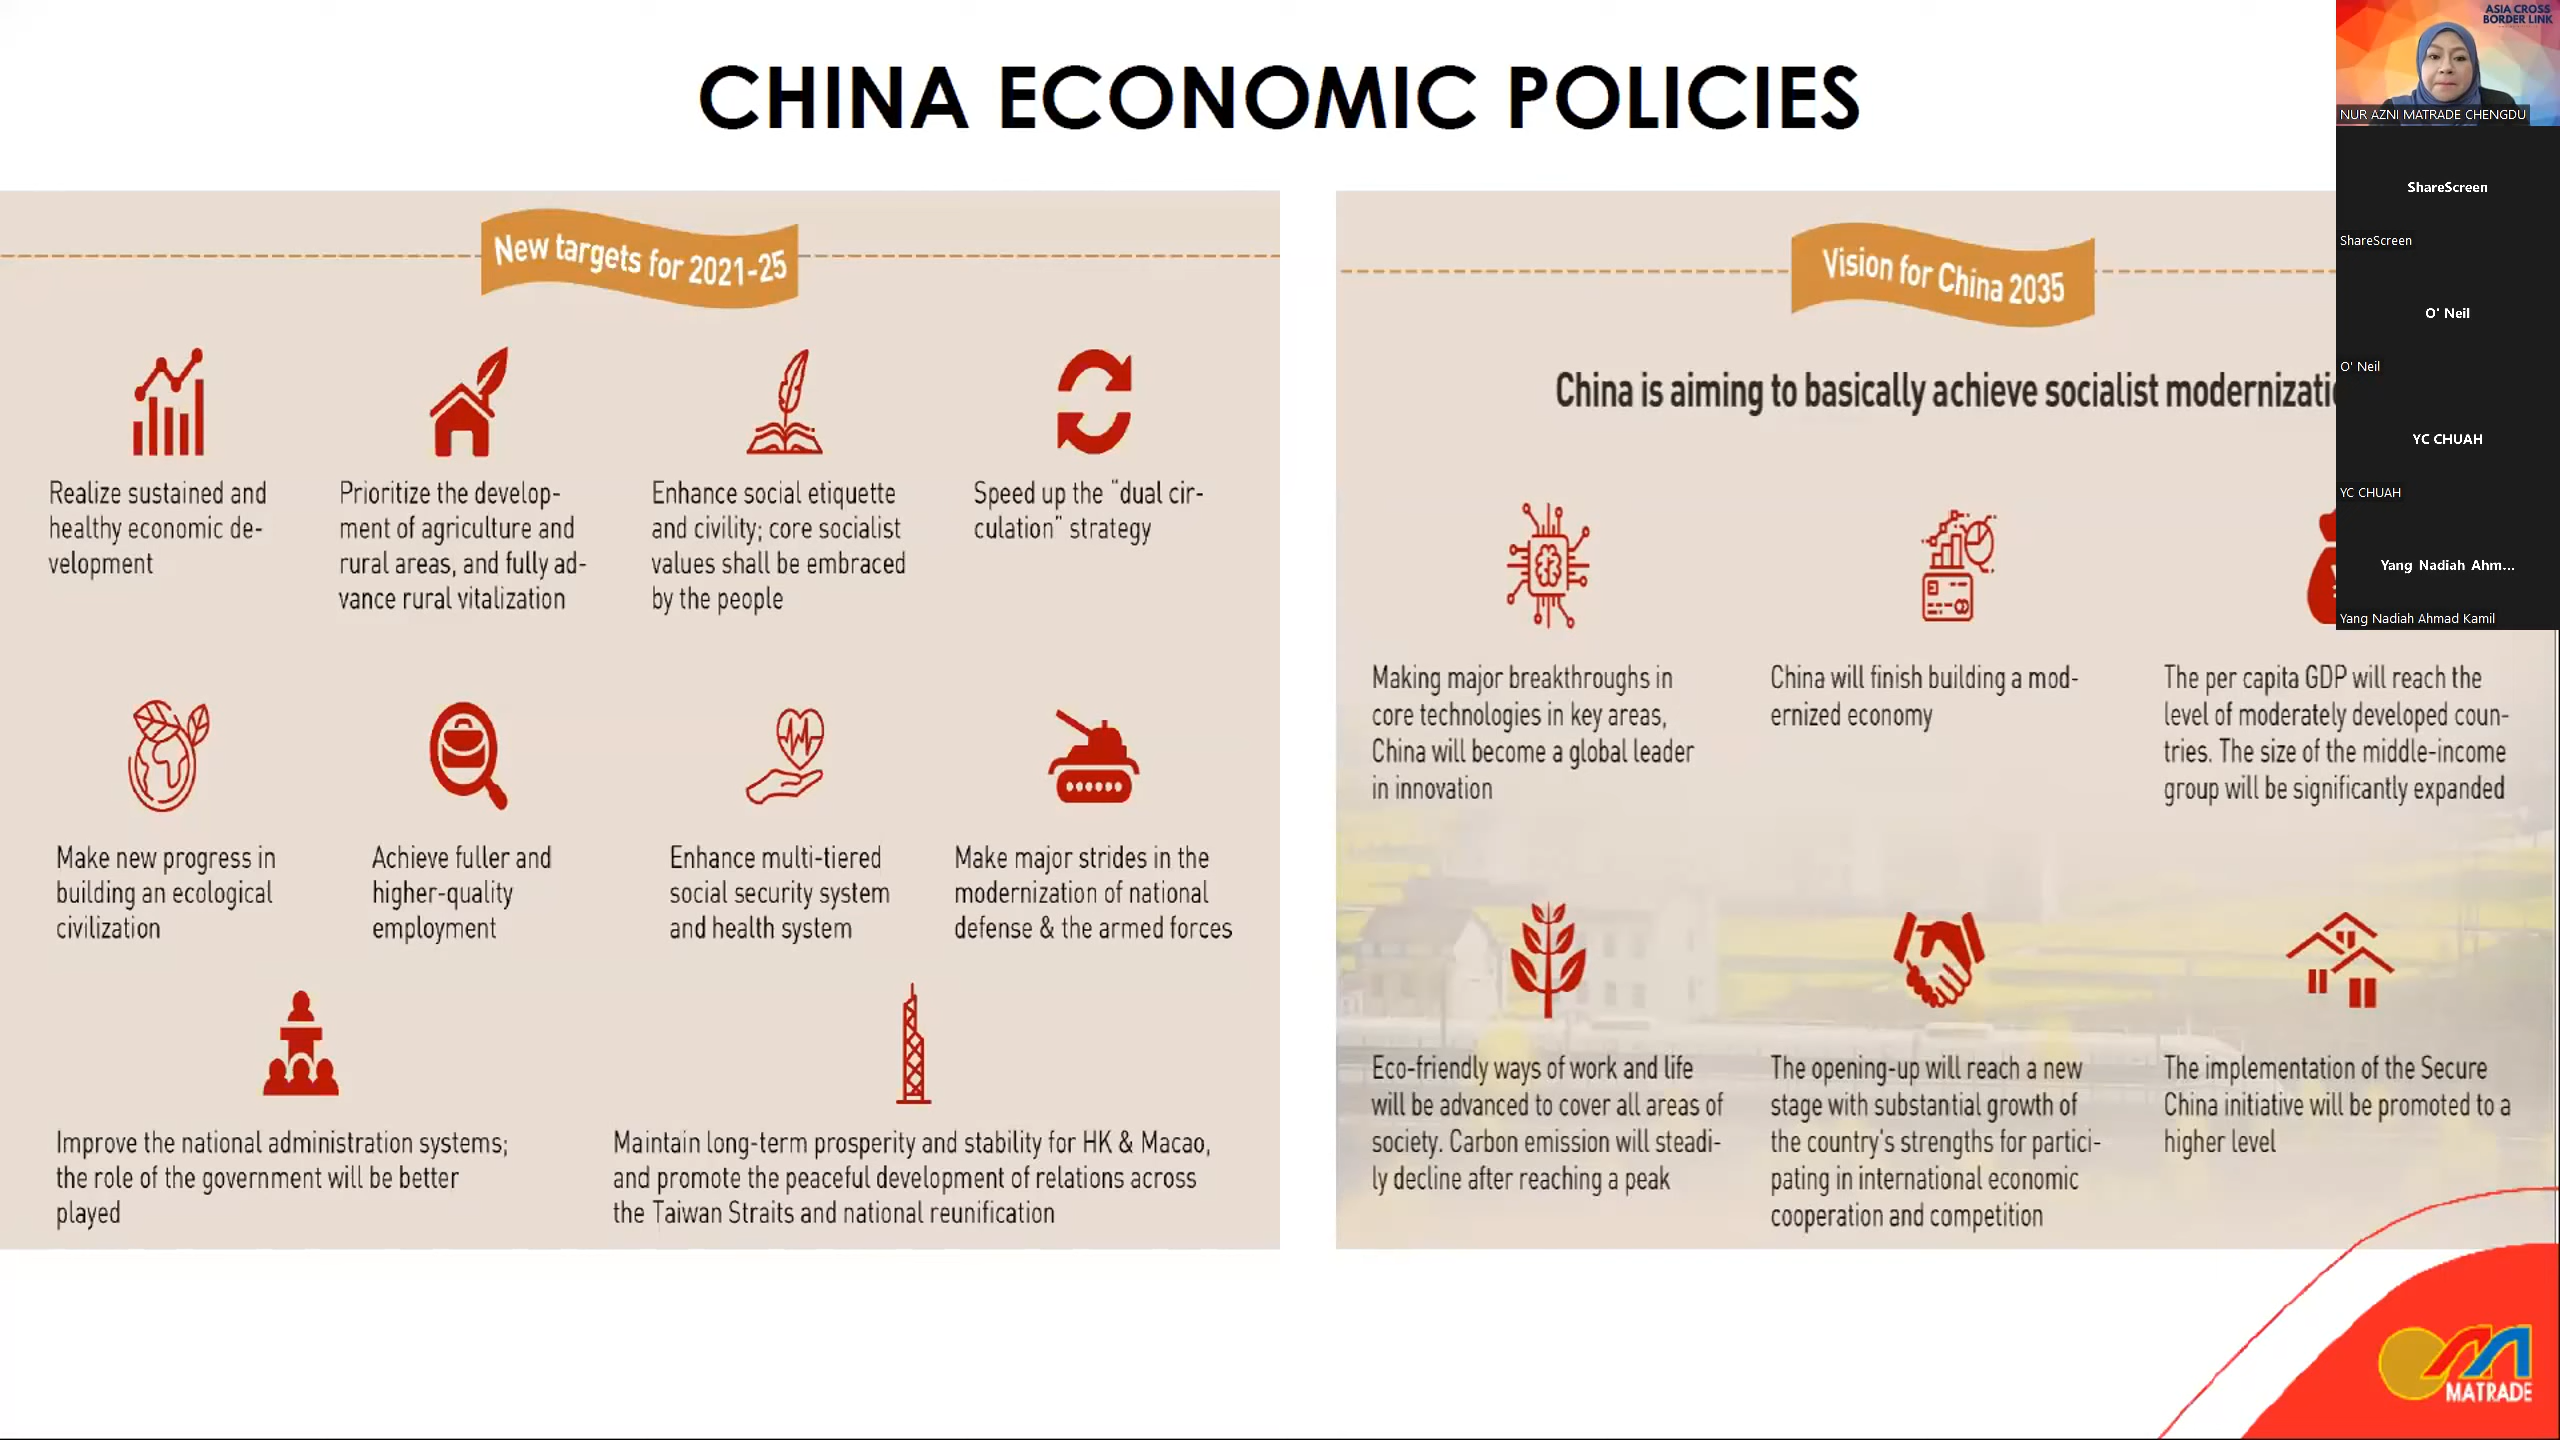 CHINA ECONOMIC POLICIES
New targets for 2021-25
Realize sustained and
healthy economic de-
velopment
Prioritize the develop-
ment of agriculture and
rural areas, and fully ad-
vance rural vitalization
Enhance social etiquette
and civility; core socialist
values shall be embraced
by the people
Speed up the "dual cir-
culation" strategy
Make new progress in
building an ecological
civilization
Achieve fuller and
higher-quality
employment
Enhance multi-tiered
social security system
and health system
Make major strides in the
modernization of national
defense & the armed forces
Improve the national administration systems;
the role of the government will be better
played
Maintain long-term prosperity and stability for HK & Macao,
and promote the peaceful development of relations across
the Taiwan Straits and national reunification
Vision for China 2035
China is aiming to basically achieve socialist modernizati
Making major breakthroughs in
core technologies in key areas,
China will become a global leader
in innovation
China will finish building a mod-
ernized economy
The per capita GDP will reach the
level of moderately developed coun-
tries. The size of the middle-income
group will be significantly expanded
Eco-friendly ways of work and life
will be advanced to cover all areas of
society. Carbon emission will steadi-
ly decline after reaching a peak
The opening-up will reach a new
stage with substantial growth of
the country's strengths for partici-
pating in international economic
cooperation and competition
The implementation of the Secure
China initiative will be promoted to a
higher level
MATRADE
ASIA CROSS
BORDER LINK
NUR AZNI MATRADE CHENGDU
ShareScreen
ShareScreen
O' Neil
O' Neil
YC CHUAH
YC CHUAH
Yang Nadiah Ahm...
Yang Nadiah Ahmad Kamil